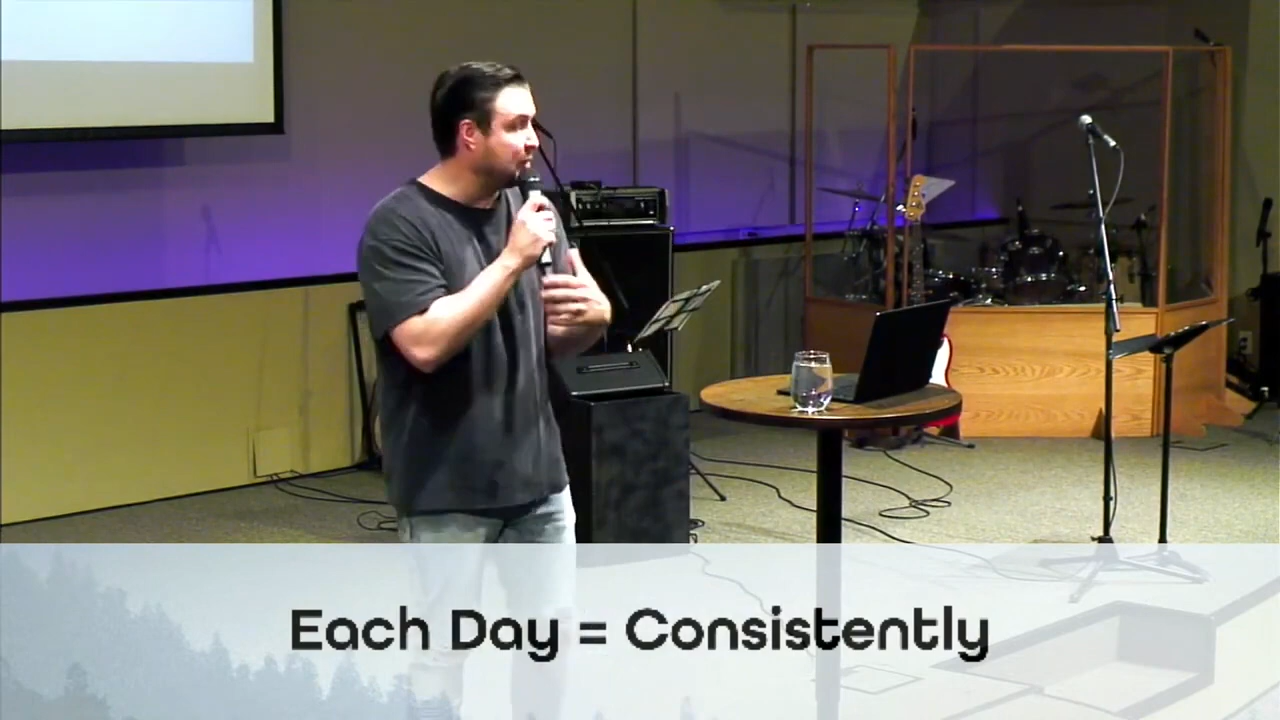 Each Day = Consistently